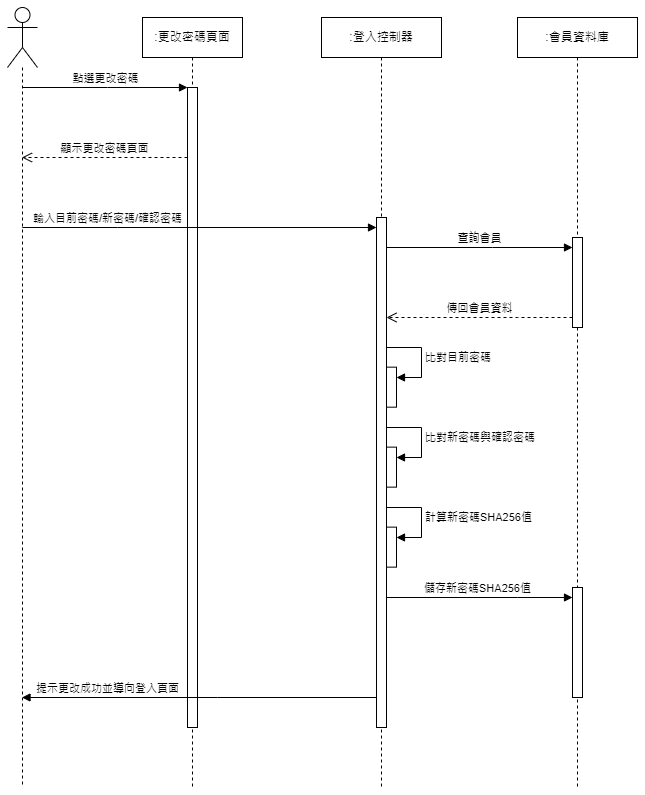 :更改密碼頁面
:登入控制器
:會員資料庫
點選更改密碼
顯示更改密碼頁面
輸入目前密碼/新密碼/確認密碼
查詢會員
傳回會員資料
比對目前密碼
比對新密碼與確認密碼
計算新密碼SHA256值
儲存新密碼SHA256值
提示更改成功並導向登入頁面